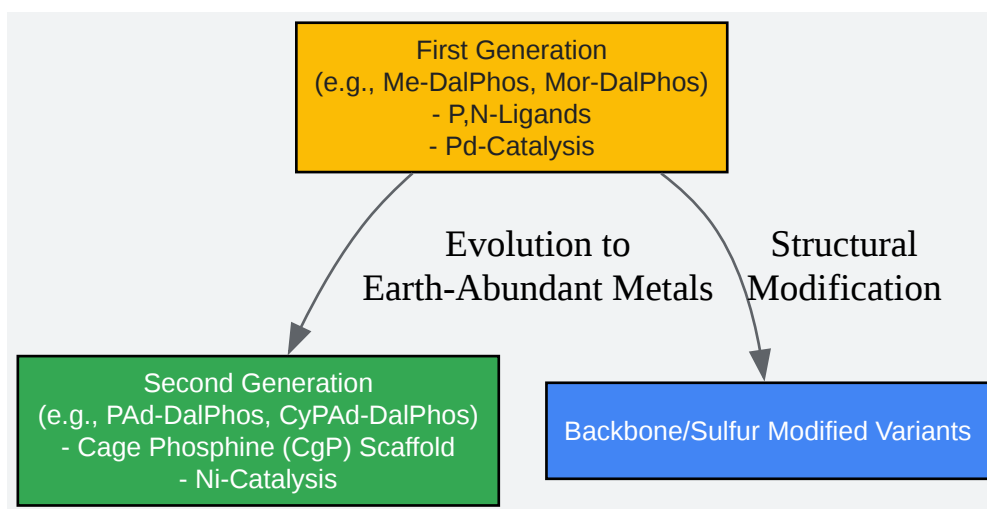 First Generation
(e.g., Me-DalPhos, Mor-DalPhos)
- P,N-Ligands
- Pd-Catalysis
Evolution to
Earth-Abundant Metals
Structural
Modification
Second Generation
(e.g., PAd-DalPhos, CyPAd-DalPhos)
- Cage Phosphine (CgP) Scaffold
- Ni-Catalysis
Backbone/Sulfur Modified Variants